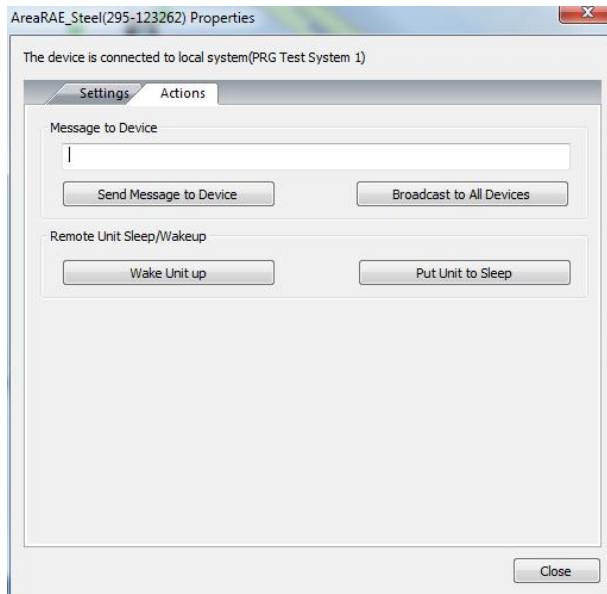 AreaRAE_Steel(295-123262) Properties
The device is connected to local system(PRG Test System 1)
Settings Actions
Message to Device
Send Message to Device Broadcast to All Devices
Remote Unit Sleep/Wakeup
Wake Unit up Put Unit to Sleep
Close